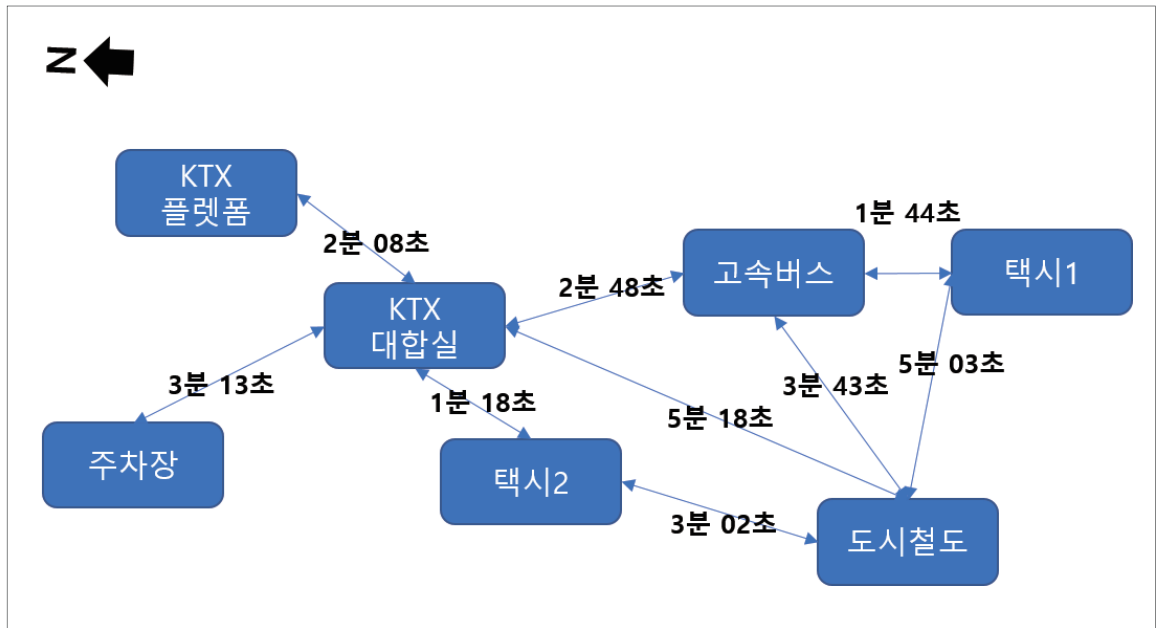 N
KTX
플렛폼
1분 44초
2분 08초
고속버스
택시1
2분 48초
KTX
대합실
3분 13초
1분 18초
5분 18초
3분 43초
5분 03초
주차장
택시2
3분 02초
도시철도